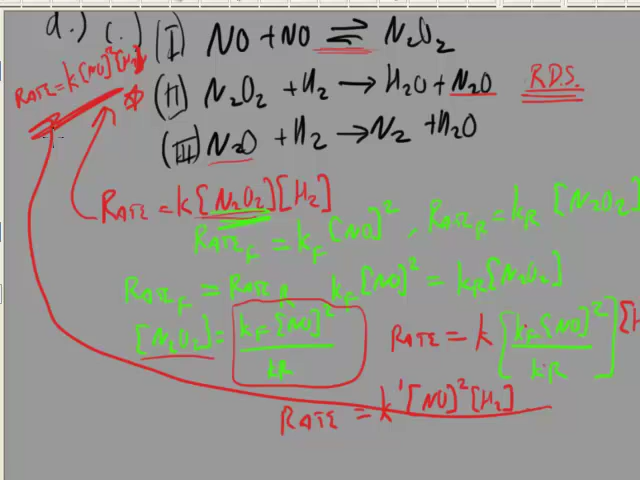 d.) c.) (I) NO + NO ⇌ N₂O₂
RATE = k[NO]²[H₂]
(II) N₂O₂ + H₂ → H₂O + N₂O R.D.S.
(III) N₂O + H₂ → N₂ + H₂O
RATE = k[N₂O₂][H₂]
RATE_F = k_F[NO]², RATE_R = k_R[N₂O₂]
RATE_F = RATE_R k_F[NO]² = k_R[N₂O₂]
[N₂O₂] = k_F[NO]² / k_R
RATE = k [k_F[NO]² / k_R] [H
RATE = k'[NO]²[H₂]